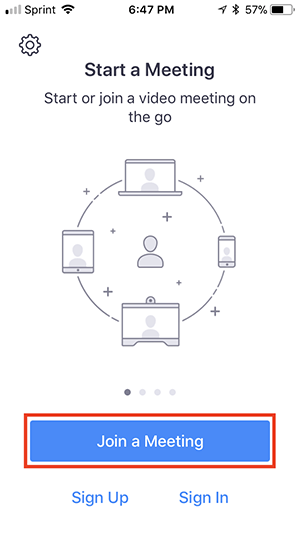 Sprint 6:47 PM 57%
Start a Meeting
Start or join a video meeting on
the go
Join a Meeting
Sign Up Sign In